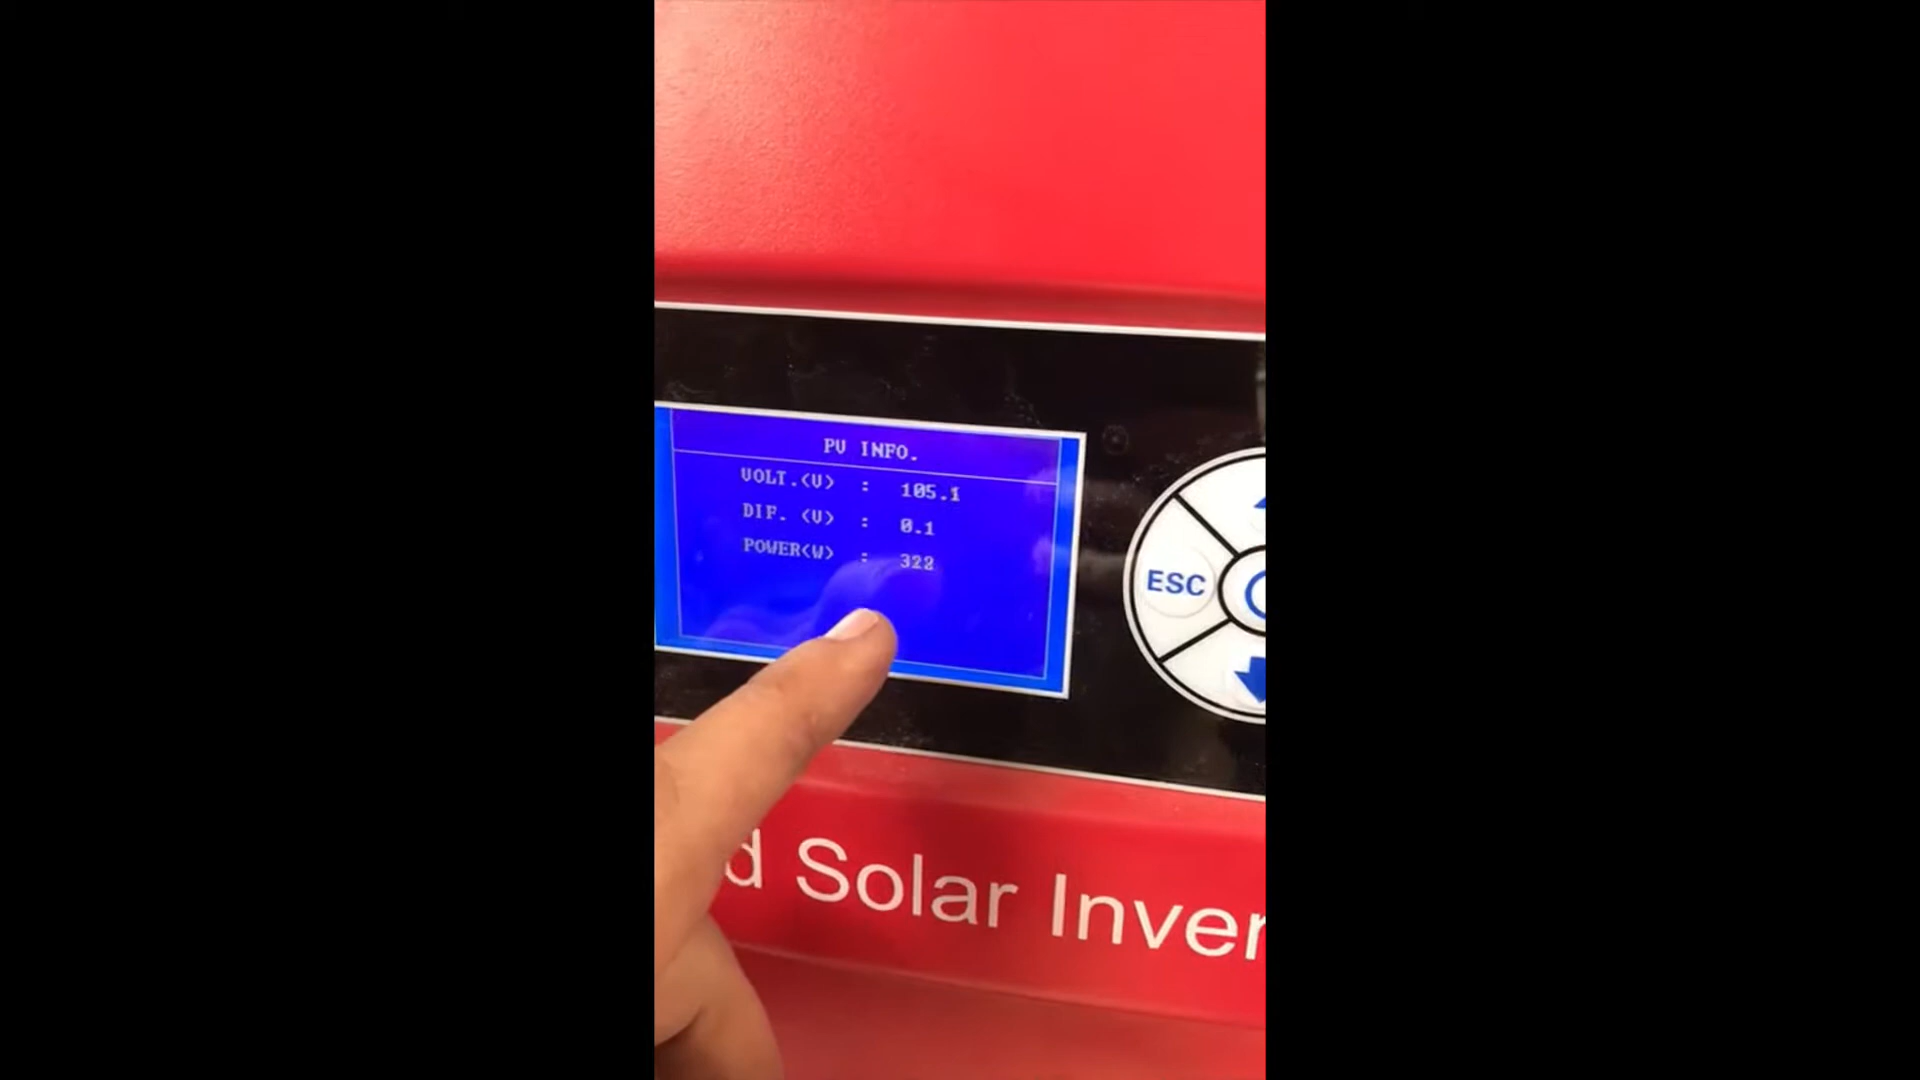 PV INFO.
VOLT.(V) : 105.1
DIF. (V) : 0.1
POWER(W) : 322
ESC
d Solar Inver